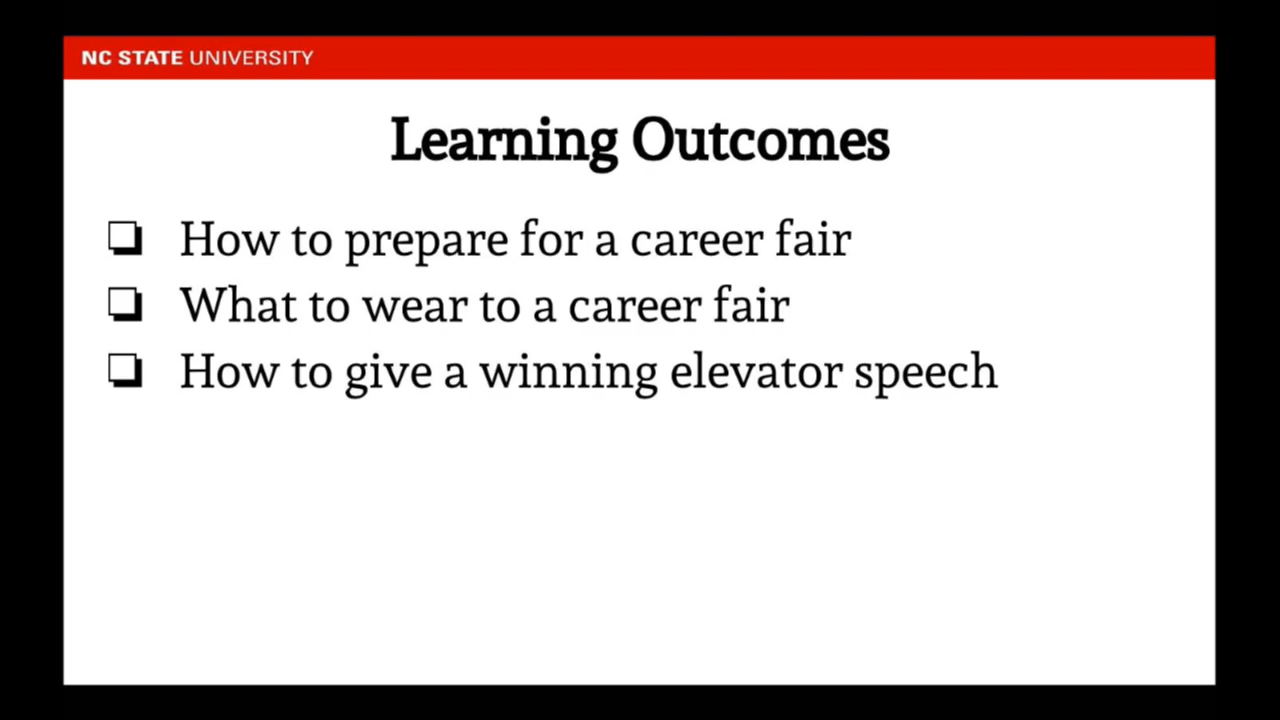 NC STATE UNIVERSITY
Learning Outcomes
❏ How to prepare for a career fair
❏ What to wear to a career fair
❏ How to give a winning elevator speech